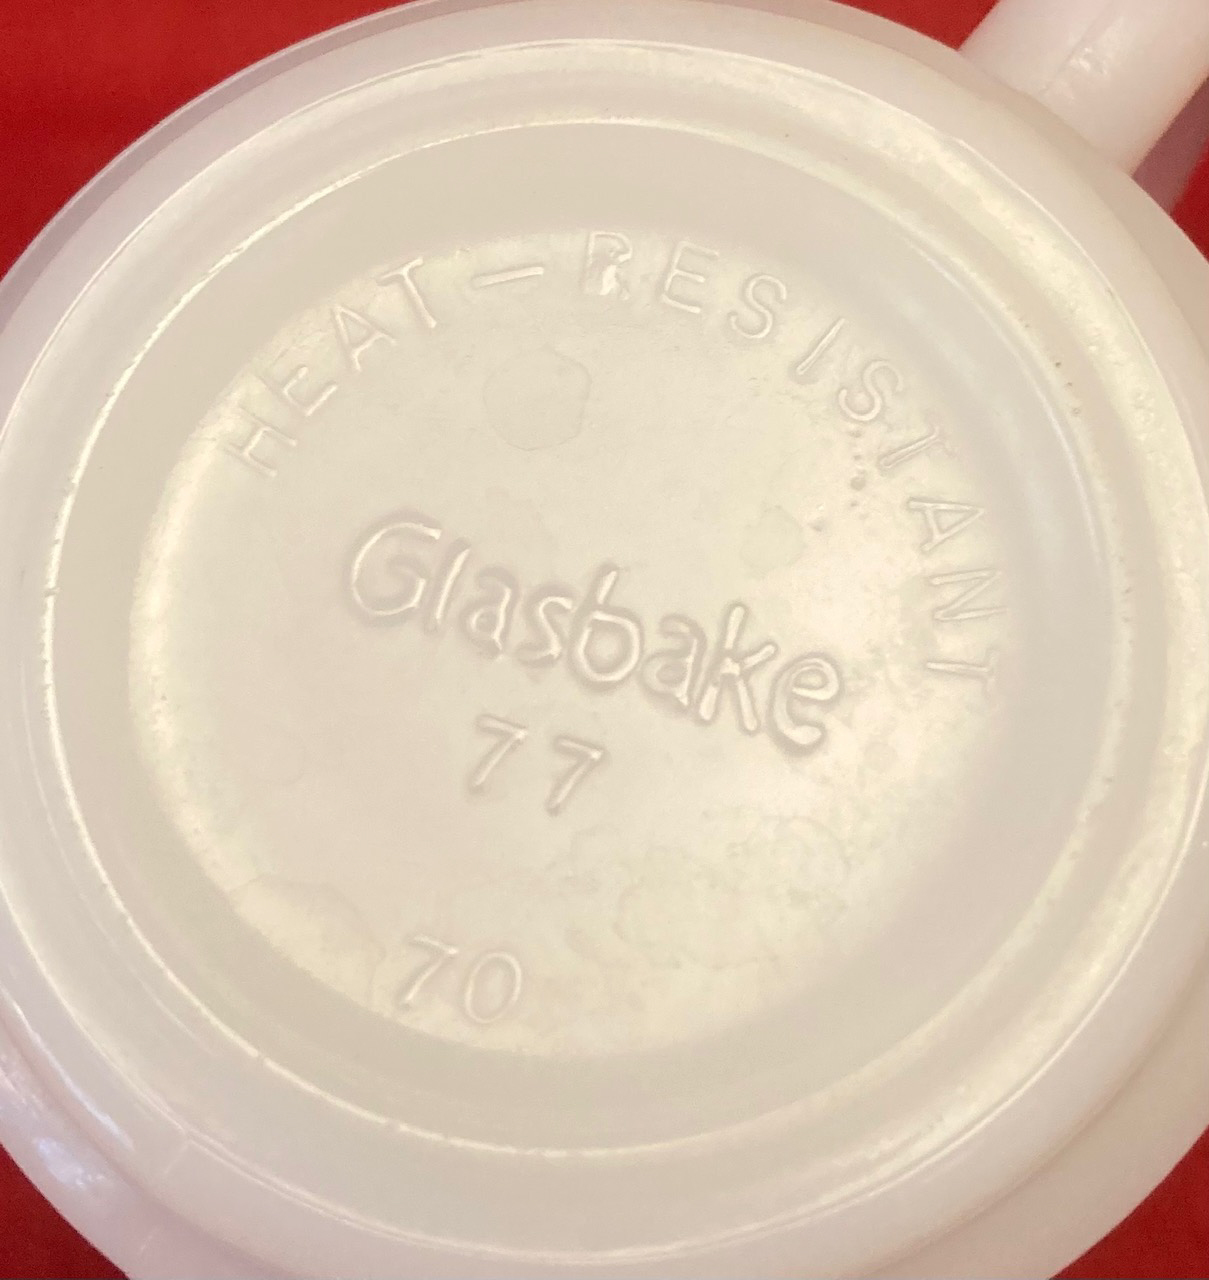 HEAT-RESISTANT
Glasbake
77
70